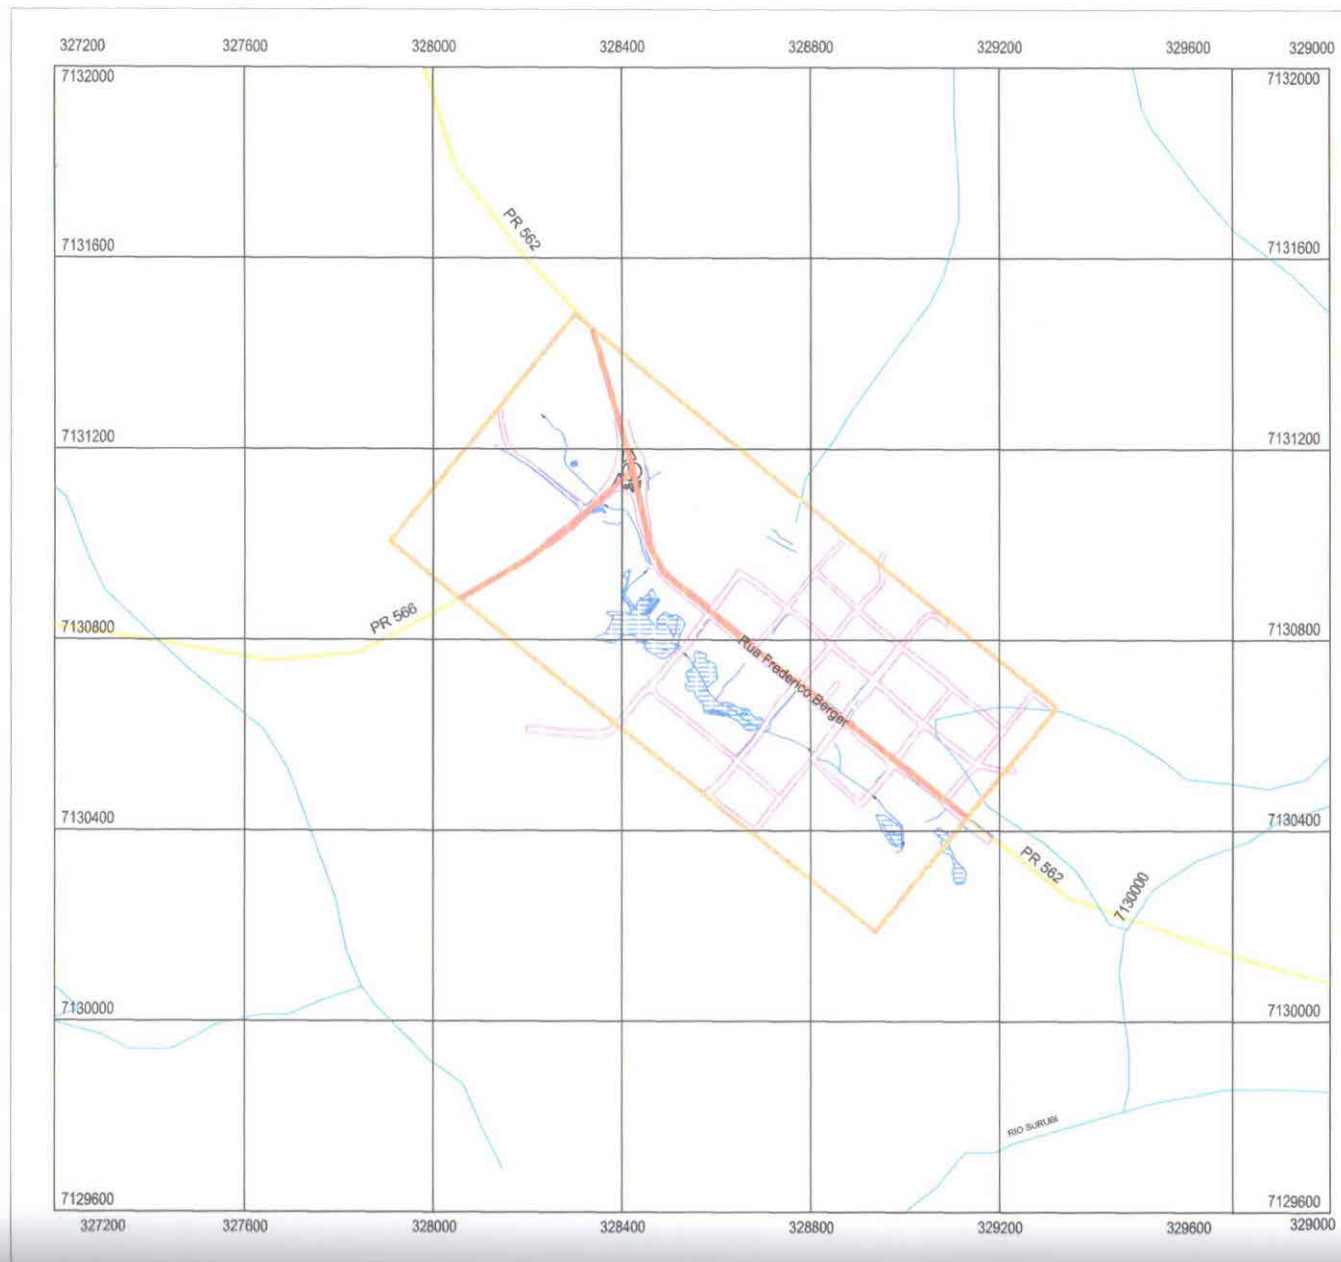 327200 327600 328000 328400 328800 329200 329600 329000
7132000 7132000
PR 562
7131600 7131600
7131200 7131200
PR 566
7130800 7130800
Rua Frederico Berger
7130400 7130400
PR 562
7130000
7130000 7130000
RIO SURUBI
7129600 7129600
327200 327600 328000 328400 328800 329200 329600 329000